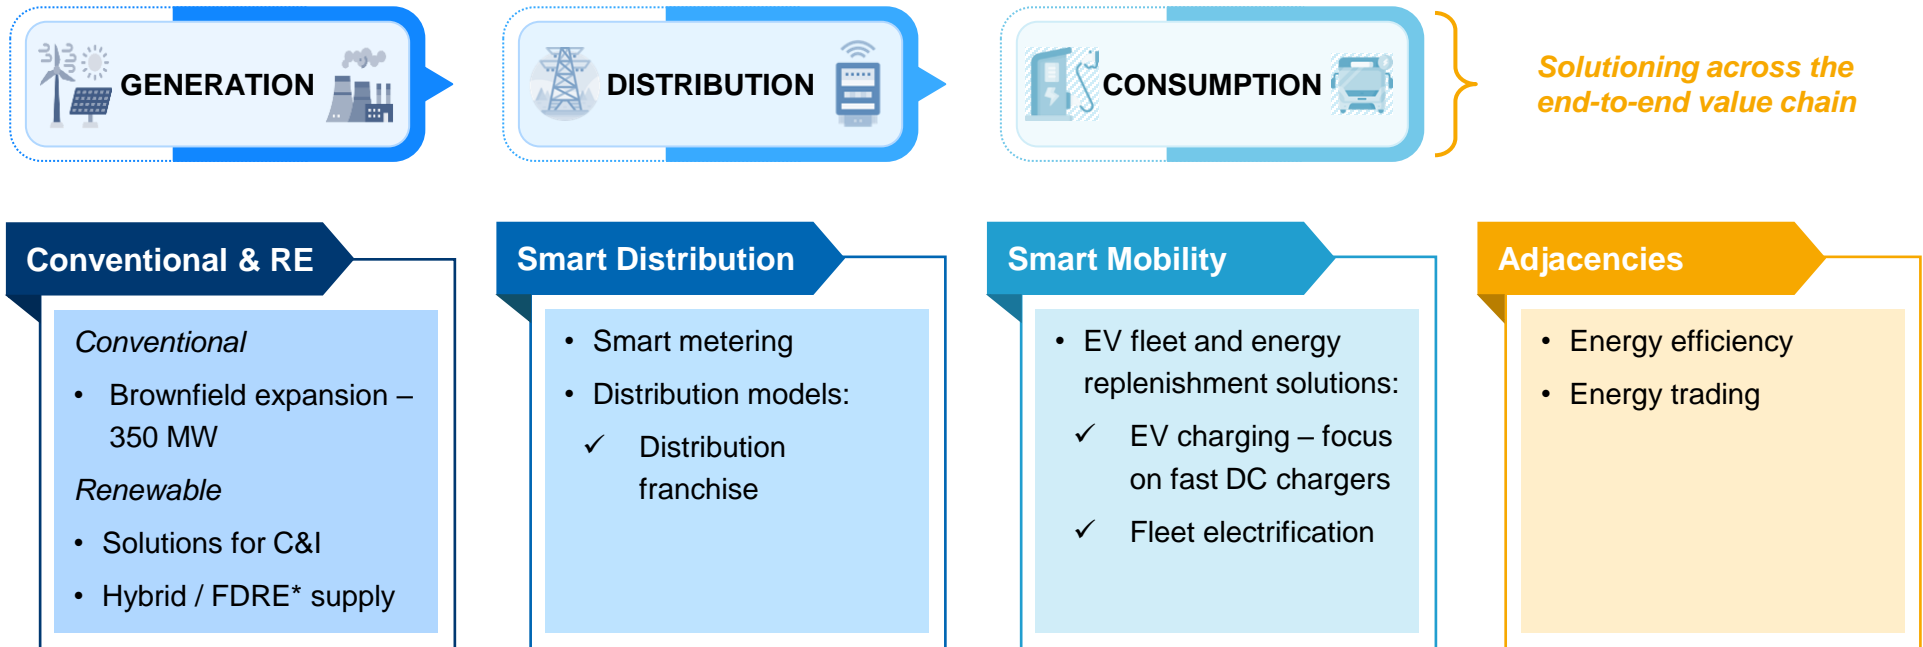 GENERATION
DISTRIBUTION
CONSUMPTION
Solutioning across the
end-to-end value chain
Conventional & RE
Conventional
• Brownfield expansion –
350 MW
Renewable
• Solutions for C&I
• Hybrid / FDRE* supply
Smart Distribution
• Smart metering
• Distribution models:
✓ Distribution
franchise
Smart Mobility
• EV fleet and energy
replenishment solutions:
✓ EV charging – focus
on fast DC chargers
✓ Fleet electrification
Adjacencies
• Energy efficiency
• Energy trading